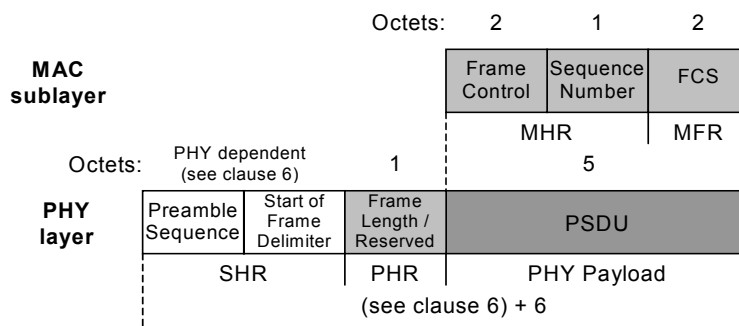 Octets: 2 1 2
MAC sublayer
Frame Control
Sequence Number
FCS
MHR MFR
Octets: PHY dependent (see clause 6) 1 5
PHY layer
Preamble Sequence
Start of Frame Delimiter
Frame Length / Reserved
PSDU
SHR PHR PHY Payload
(see clause 6) + 6